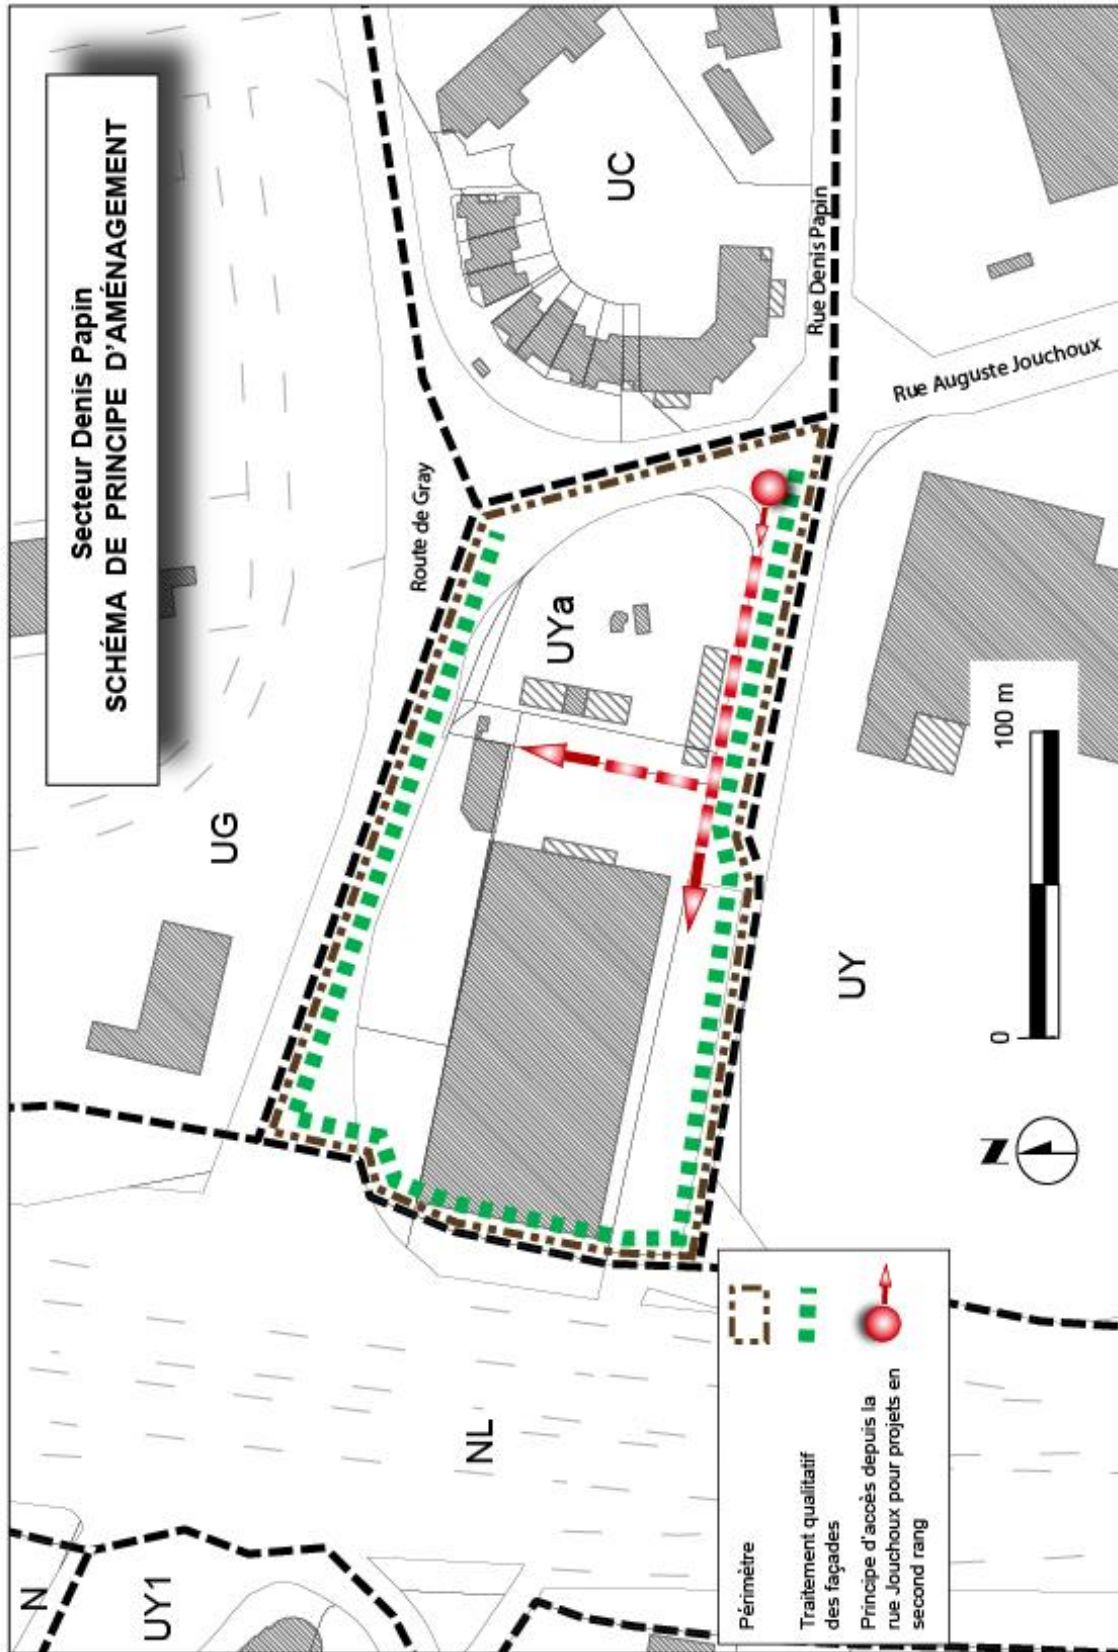 Secteur Denis Papin
SCHÉMA DE PRINCIPE D'AMÉNAGEMENT
UC
Rue Denis Papin
Rue Auguste Jouchoux
Route de Gray
UYa
UG
UY
0
100 m
N
NL
N
UY1
Périmètre
Traitement qualitatif
des façades
Principe d'accès depuis la
rue Jouchoux pour projets en
second rang